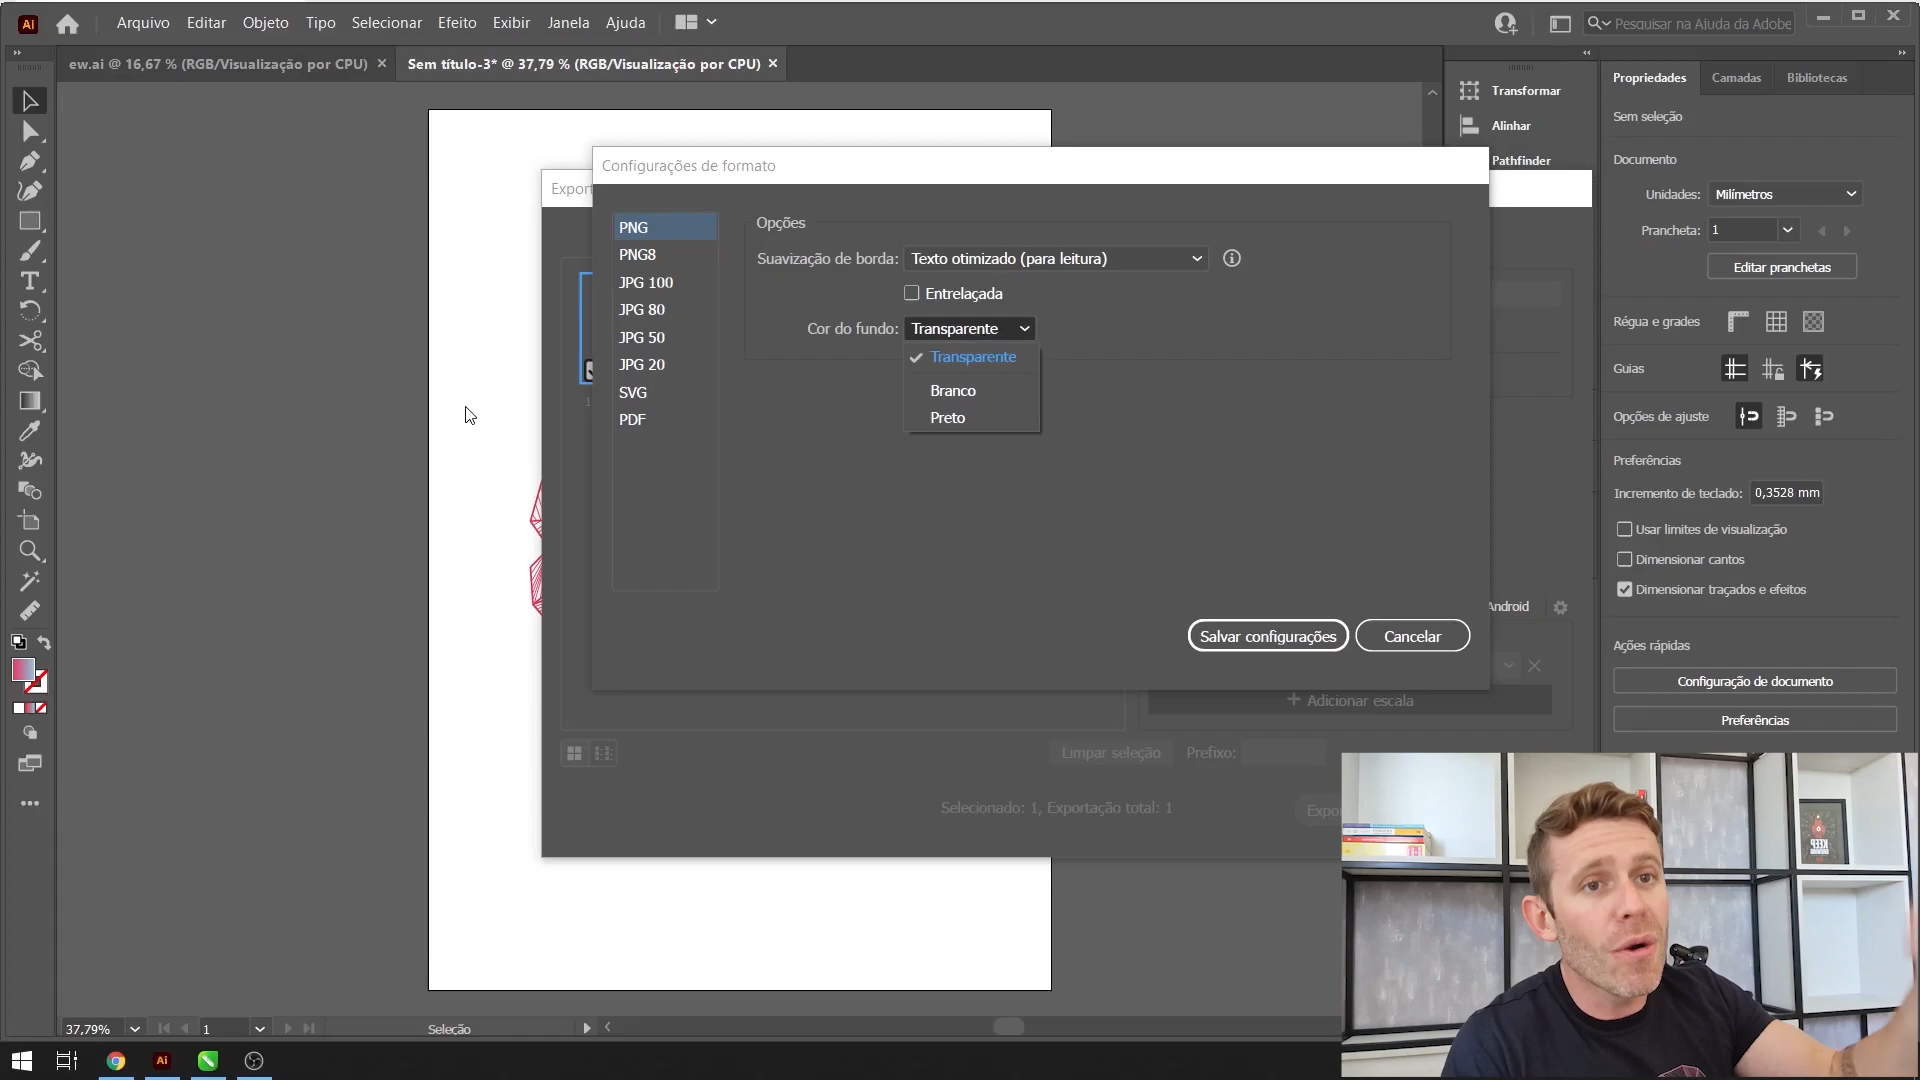 Ai
Arquivo Editar Objeto Tipo Selecionar Efeito Exibir Janela Ajuda
Pesquisar na Ajuda da Adobe
ew.ai @ 16,67 % (RGB/Visualização por CPU) ×
Sem título-3* @ 37,79 % (RGB/Visualização por CPU) ×
Transformar
Alinhar
Pathfinder
Propriedades Camadas Bibliotecas
Sem seleção
Documento
Unidades: Milímetros
Prancheta: 1
Editar pranchetas
Régua e grades
Guias
Opções de ajuste
Preferências
Incremento de teclado: 0,3528 mm
Usar limites de visualização
Dimensionar cantos
Dimensionar traçados e efeitos
Ações rápidas
Configuração de documento
Preferências
Export
Configurações de formato
PNG
PNG8
JPG 100
JPG 80
JPG 50
JPG 20
SVG
PDF
Opções
Suavização de borda: Texto otimizado (para leitura)
Entrelaçada
Cor do fundo: Transparente
Transparente
Branco
Preto
Salvar configurações Cancelar
1
Android
+ Adicionar escala
Limpar seleção Prefixo:
Selecionado: 1, Exportação total: 1
Expor
KEEP
37,79% 1 Seleção
Ai